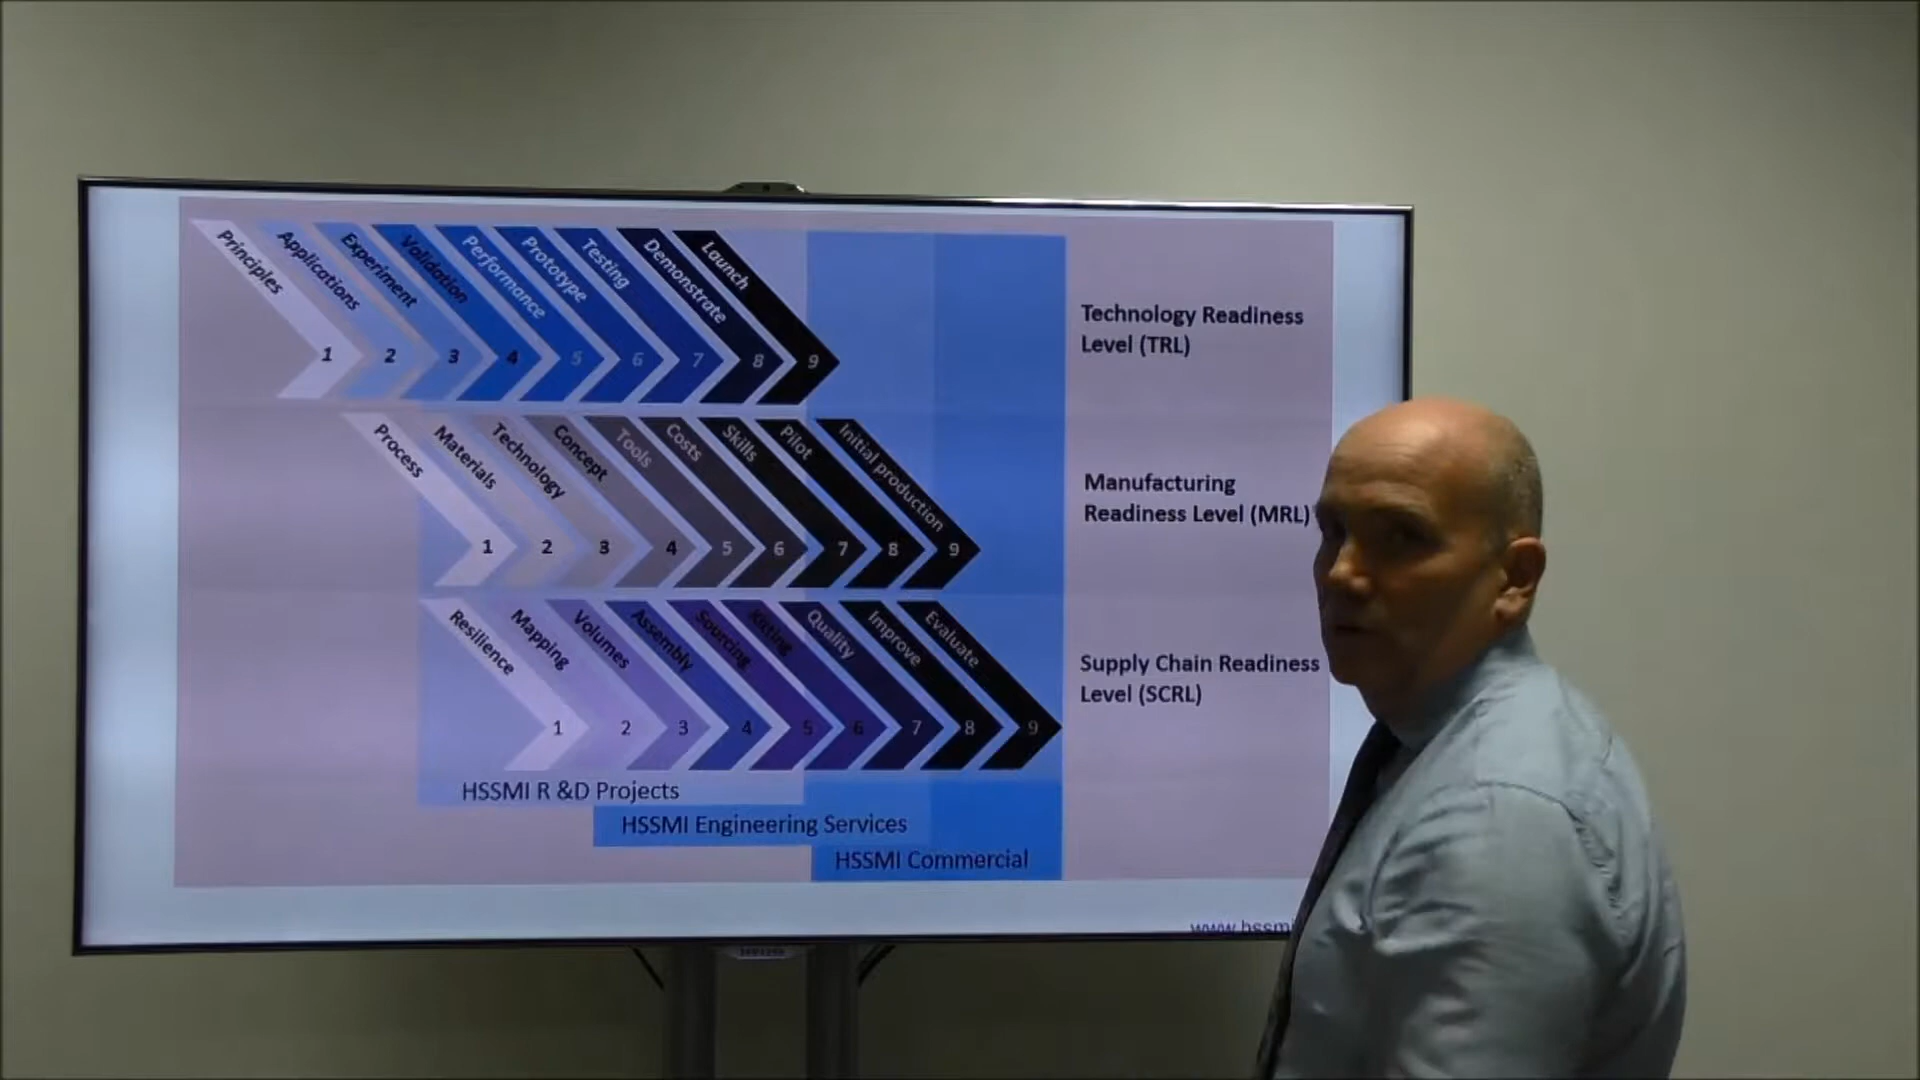 Principles
Applications
Experiment
Validation
Performance
Prototype
Testing
Demonstrate
Launch
1 2 3 4 5 6 7 8 9
Technology Readiness
Level (TRL)
Process
Materials
Technology
Concept
Tools
Costs
Skills
Pilot
Initial production
1 2 3 4 5 6 7 8 9
Manufacturing
Readiness Level (MRL)
Resilience
Mapping
Volumes
Assembly
Sourcing
Kitting
Quality
Improve
Evaluate
1 2 3 4 5 6 7 8 9
Supply Chain Readiness
Level (SCRL)
HSSMI R &D Projects
HSSMI Engineering Services
HSSMI Commercial
www.hssmi